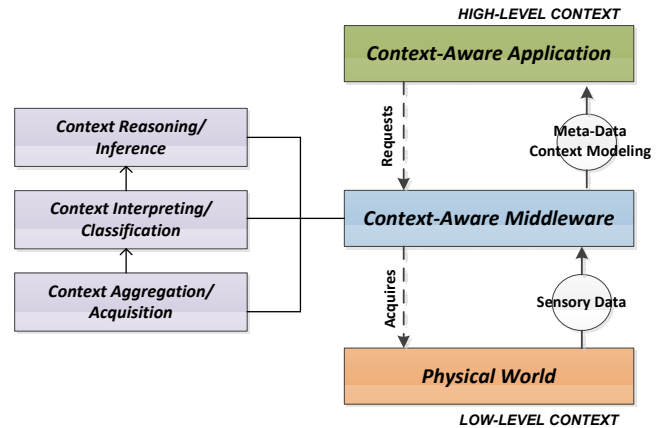 HIGH-LEVEL CONTEXT
Context-Aware Application
Requests
Meta-Data
Context Modeling
Context Reasoning/
Inference
Context Interpreting/
Classification
Context Aggregation/
Acquisition
Context-Aware Middleware
Acquires
Sensory Data
Physical World
LOW-LEVEL CONTEXT